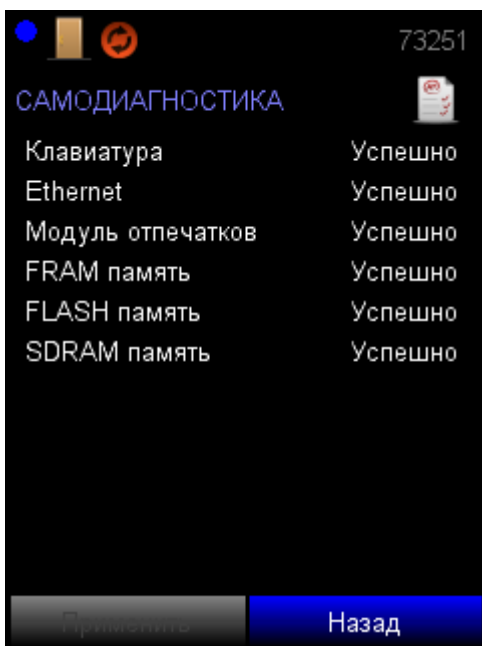 73251
САМОДИАГНОСТИКА
Клавиатура Успешно
Ethernet Успешно
Модуль отпечатков Успешно
FRAM память Успешно
FLASH память Успешно
SDRAM память Успешно
Применить Назад